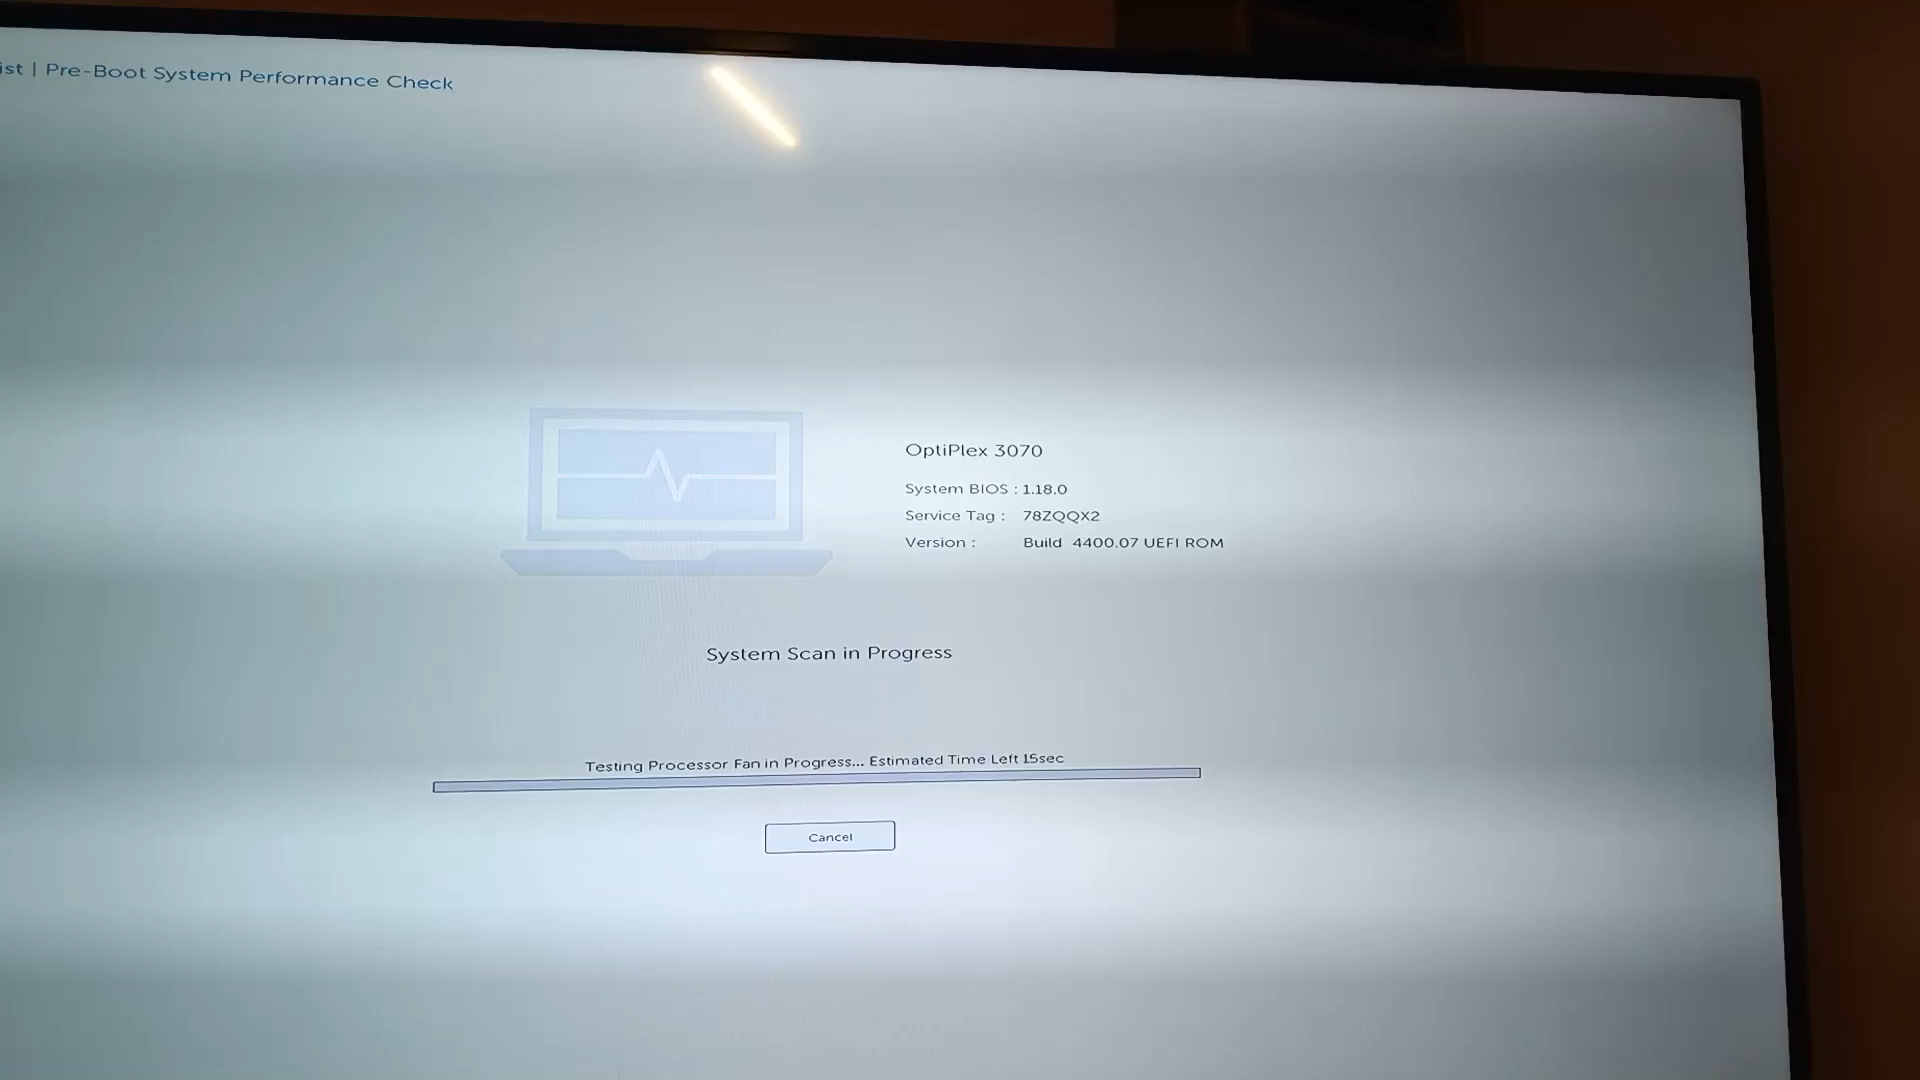 ist | Pre-Boot System Performance Check
OptiPlex 3070
System BIOS : 1.18.0
Service Tag : 78ZQQX2
Version : Build 4400.07 UEFI ROM
System Scan in Progress
Testing Processor Fan in Progress... Estimated Time Left 15sec
Cancel